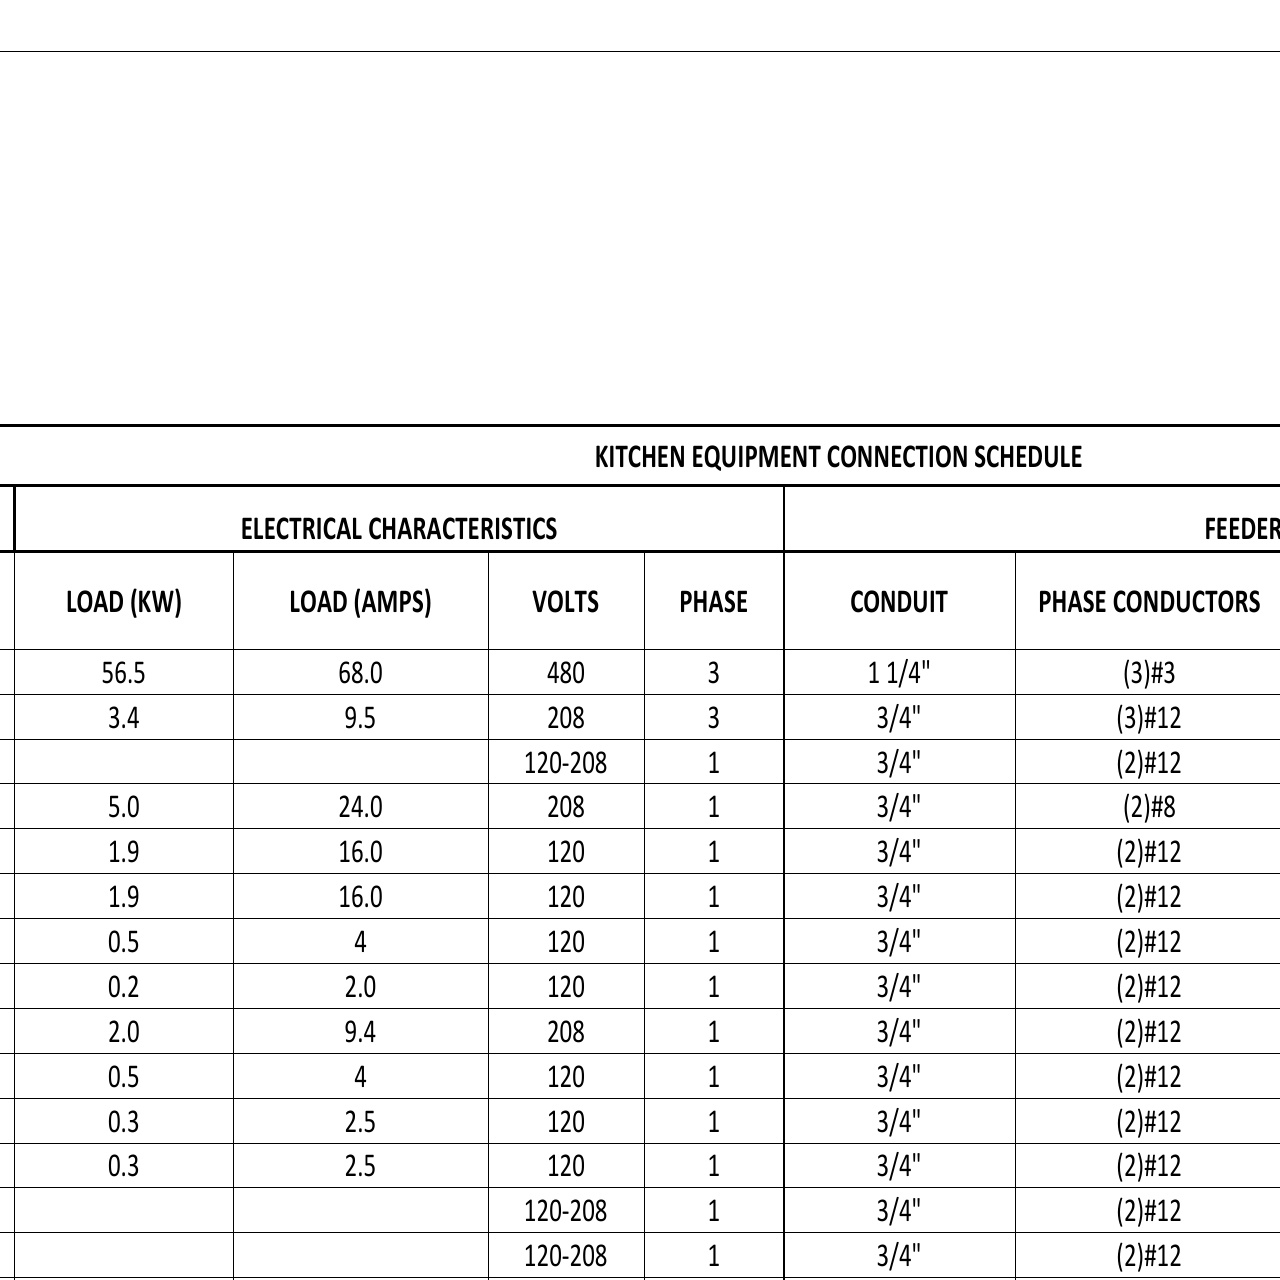 KITCHEN EQUIPMENT CONNECTION SCHEDULE
ELECTRICAL CHARACTERISTICS FEEDER
LOAD (KW) LOAD (AMPS) VOLTS PHASE CONDUIT PHASE CONDUCTORS
56.5 68.0 480 3 1 1/4" (3)#3
3.4 9.5 208 3 3/4" (3)#12
120-208 1 3/4" (2)#12
5.0 24.0 208 1 3/4" (2)#8
1.9 16.0 120 1 3/4" (2)#12
1.9 16.0 120 1 3/4" (2)#12
0.5 4 120 1 3/4" (2)#12
0.2 2.0 120 1 3/4" (2)#12
2.0 9.4 208 1 3/4" (2)#12
0.5 4 120 1 3/4" (2)#12
0.3 2.5 120 1 3/4" (2)#12
0.3 2.5 120 1 3/4" (2)#12
120-208 1 3/4" (2)#12
120-208 1 3/4" (2)#12